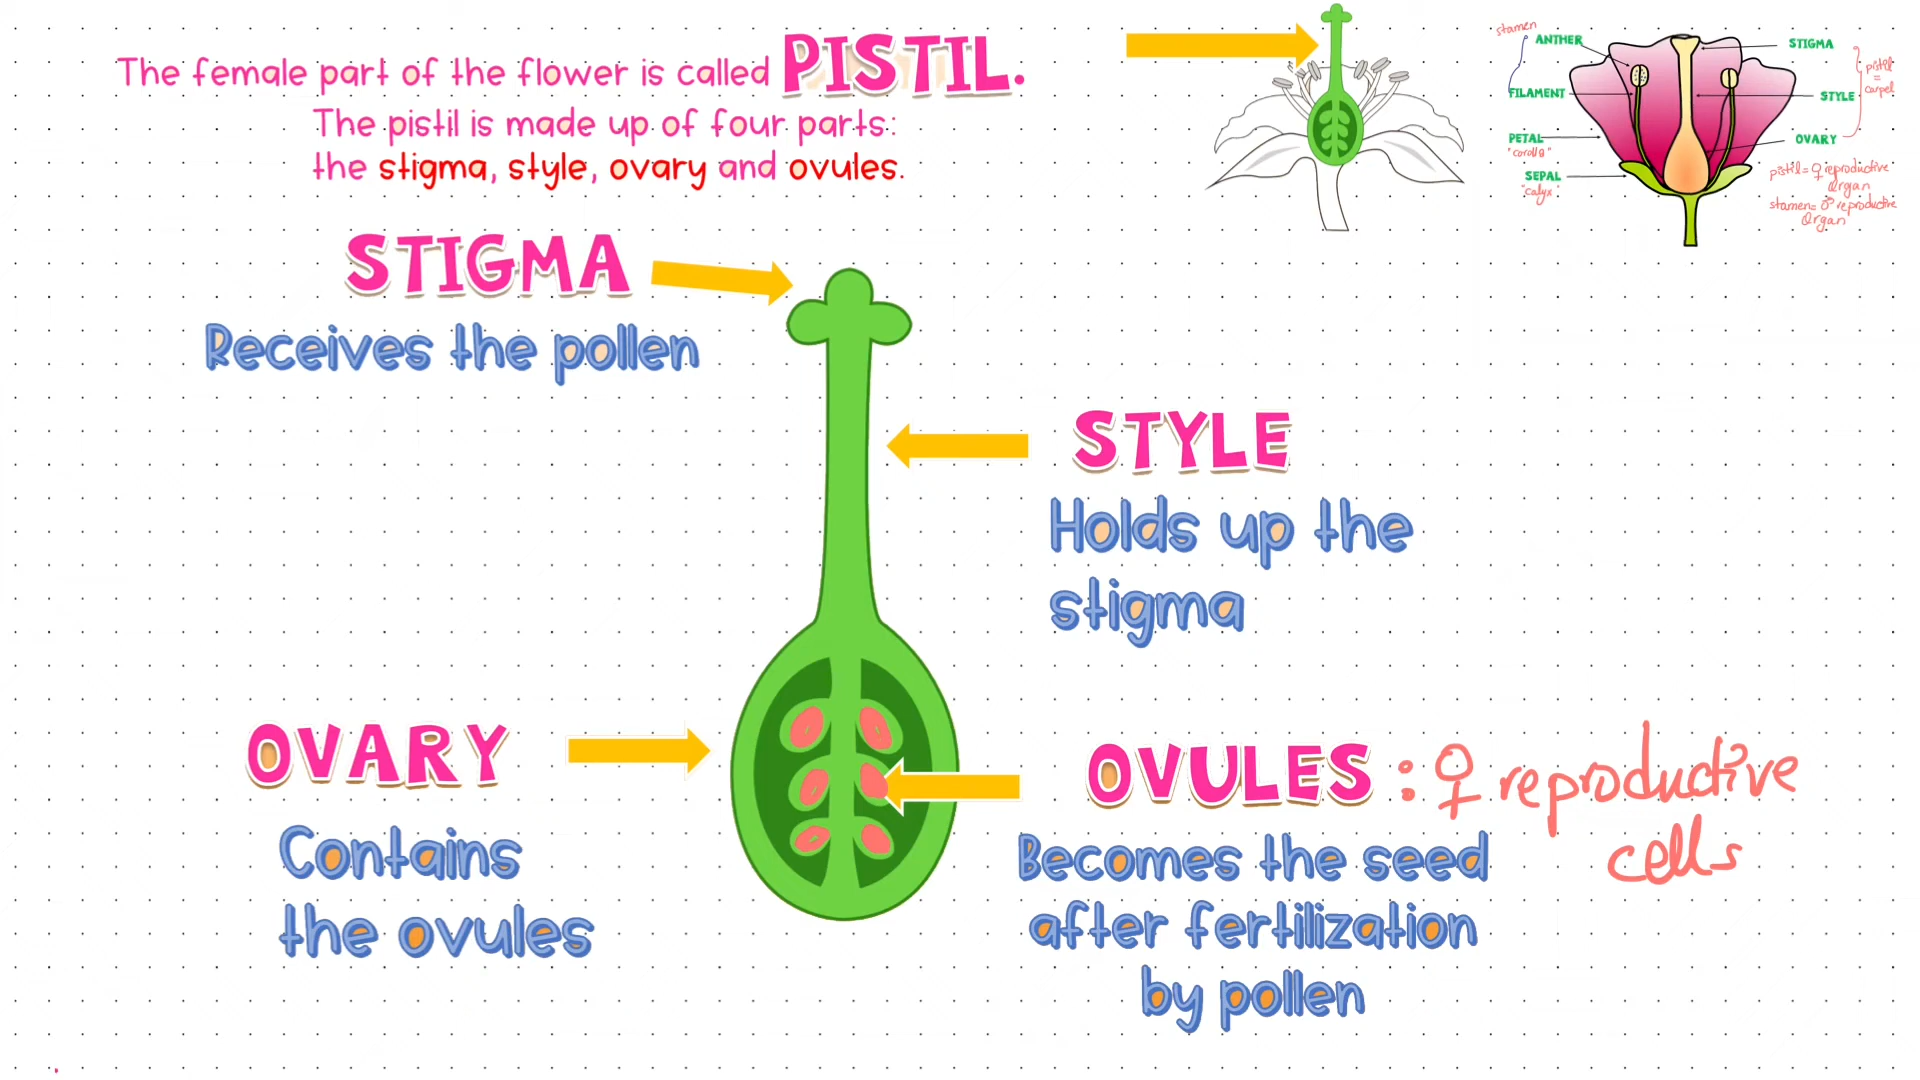 The female part of the flower is called PISTIL.
The pistil is made up of four parts:
the stigma, style, ovary and ovules.
STIGMA
Receives the pollen
STYLE
Holds up the
stigma
OVARY
Contains
the ovules
OVULES : ♀ reproductive
cells
Becomes the seed
after fertilization
by pollen
stamen
ANTHER
FILAMENT
PETAL
"corolla"
SEPAL
"calyx"
STIGMA
STYLE
OVARY
pistil
=
carpel
pistil = ♀ reproductive
organ
stamen = ♂ reproductive
organ